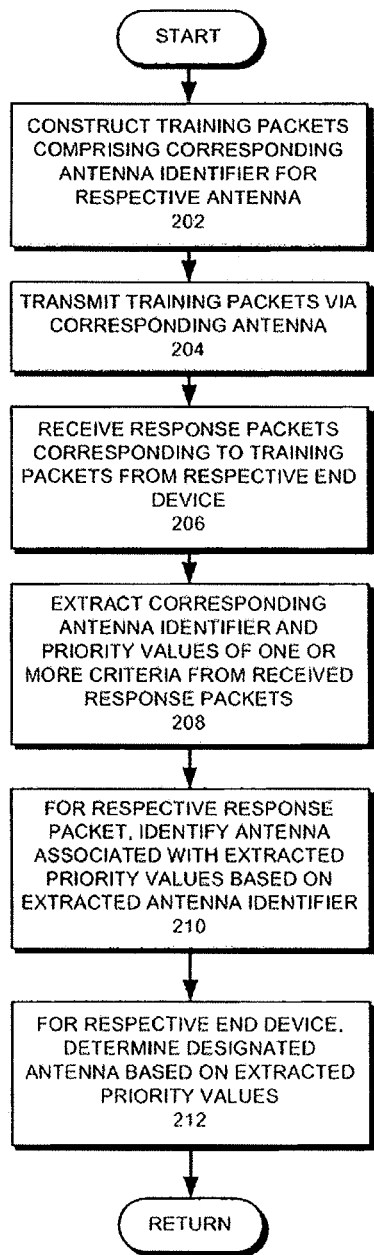 START
CONSTRUCT TRAINING PACKETS
COMPRISING CORRESPONDING
ANTENNA IDENTIFIER FOR
RESPECTIVE ANTENNA
202
TRANSMIT TRAINING PACKETS VIA
CORRESPONDING ANTENNA
204
RECEIVE RESPONSE PACKETS
CORRESPONDING TO TRAINING
PACKETS FROM RESPECTIVE END
DEVICE
206
EXTRACT CORRESPONDING
ANTENNA IDENTIFIER AND
PRIORITY VALUES OF ONE OR
MORE CRITERIA FROM RECEIVED
RESPONSE PACKETS
208
FOR RESPECTIVE RESPONSE
PACKET, IDENTIFY ANTENNA
ASSOCIATED WITH EXTRACTED
PRIORITY VALUES BASED ON
EXTRACTED ANTENNA IDENTIFIER
210
FOR RESPECTIVE END DEVICE,
DETERMINE DESIGNATED
ANTENNA BASED ON EXTRACTED
PRIORITY VALUES
212
RETURN